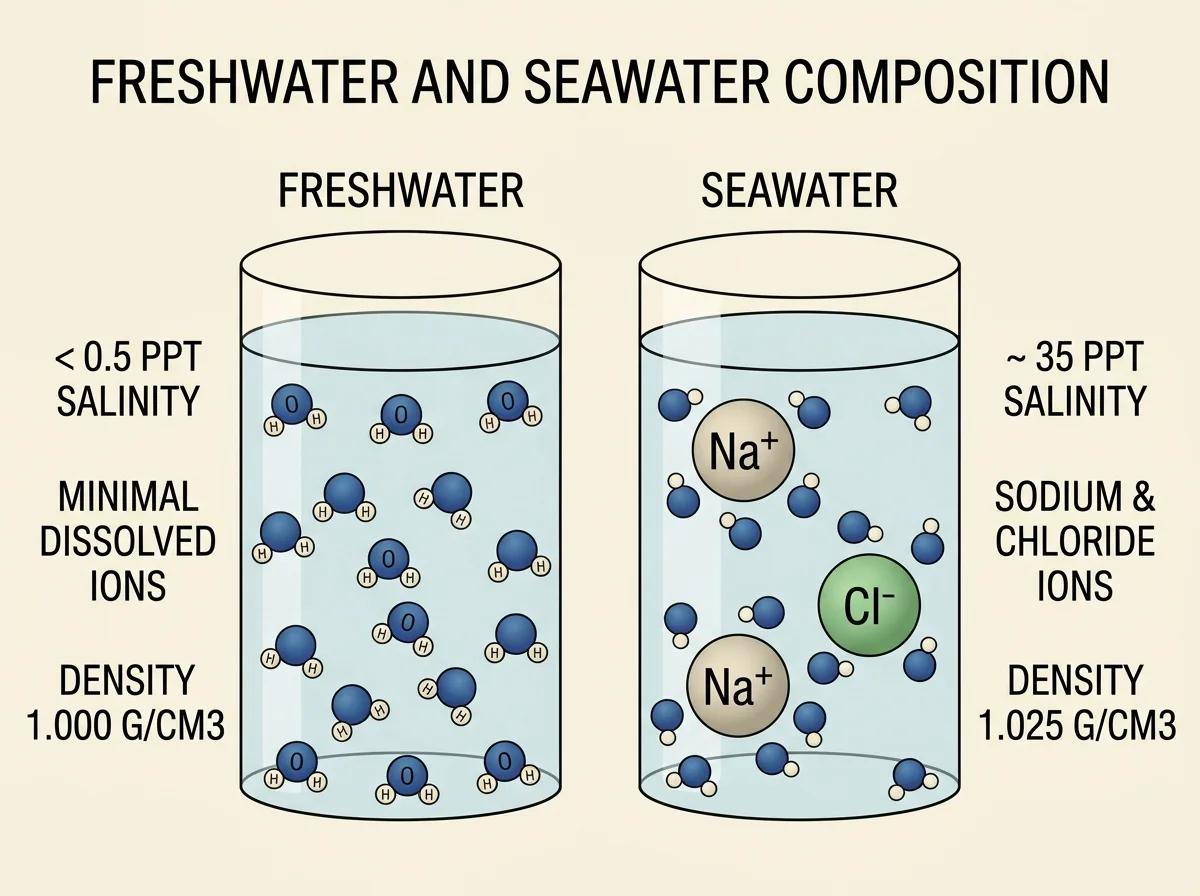 FRESHWATER AND SEAWATER COMPOSITION
FRESHWATER
< 0.5 PPT
SALINITY
MINIMAL
DISSOLVED
IONS
DENSITY
1.000 G/CM3
O H H
O H H
O H H
H H
H H
H H
O H H
H H
O H H
H H
H H
H H
H H
O H H
O H H
O H H
SEAWATER
Na⁺
Cl⁻
Na⁺
~ 35 PPT
SALINITY
SODIUM &
CHLORIDE
IONS
DENSITY
1.025 G/CM3